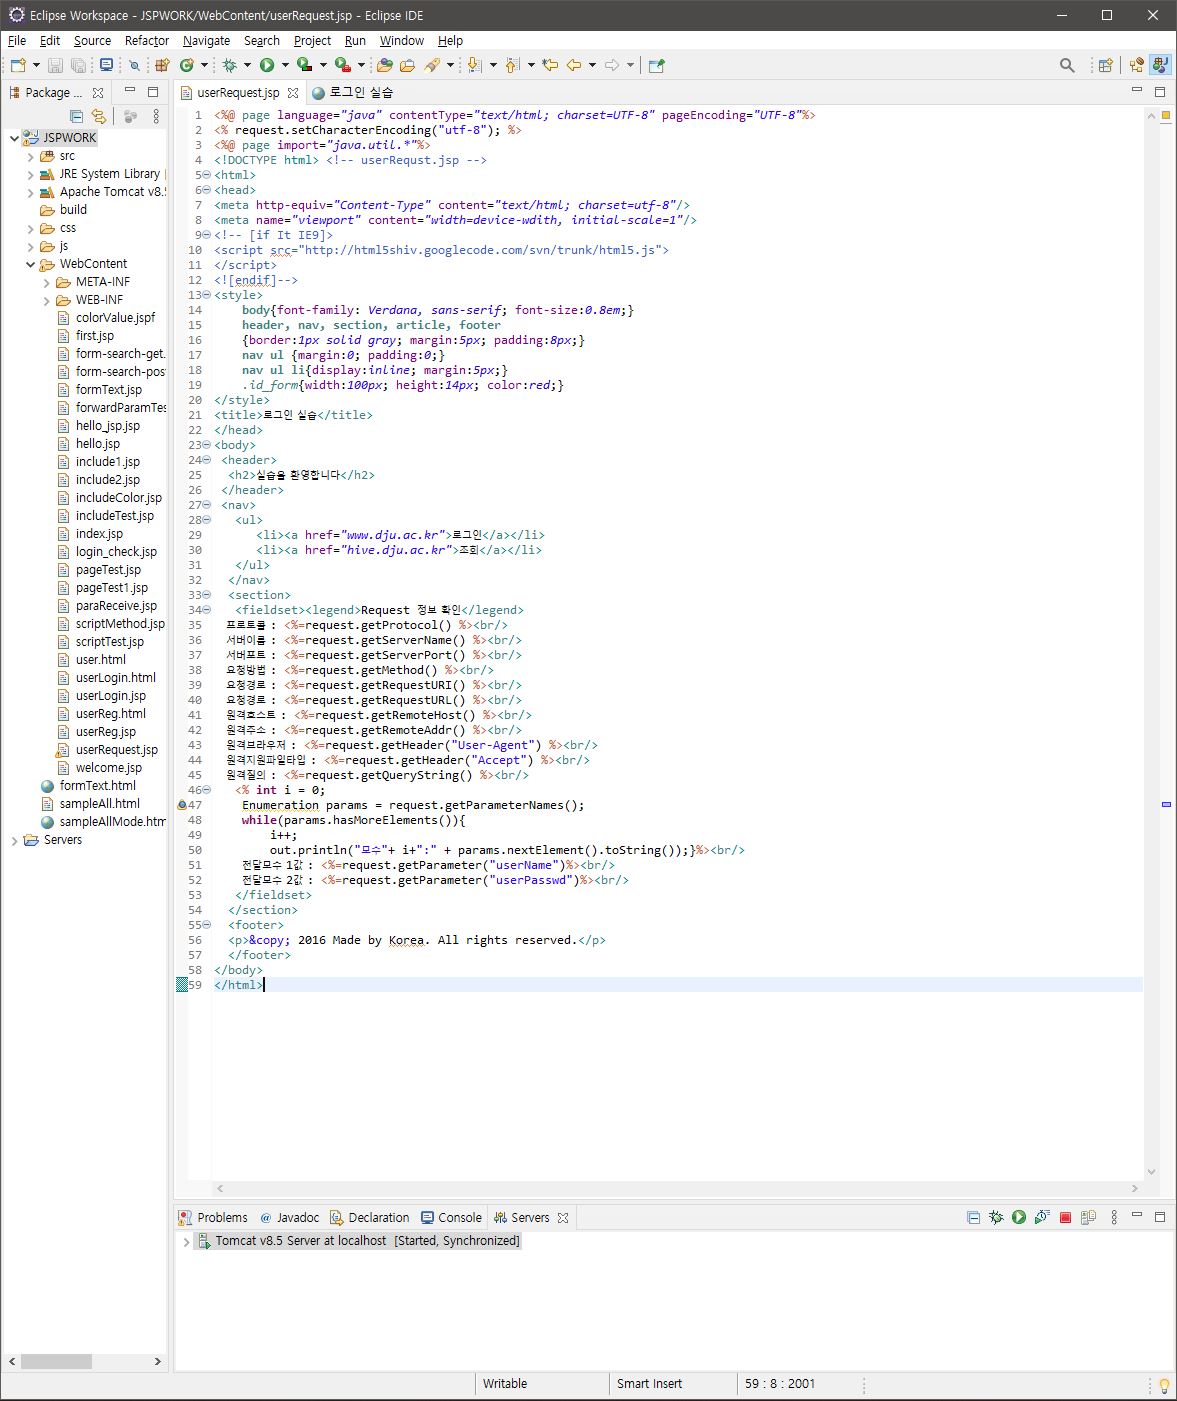 Eclipse Workspace - JSPWORK/WebContent/userRequest.jsp - Eclipse IDE
File Edit Source Refactor Navigate Search Project Run Window Help
Package ...
JSPWORK
src
JRE System Library
Apache Tomcat v8.5
build
css
js
WebContent
META-INF
WEB-INF
colorValue.jspf
first.jsp
form-search-get.
form-search-pos
formText.jsp
forwardParamTes
hello_jsp.jsp
hello.jsp
include1.jsp
include2.jsp
includeColor.jsp
includeTest.jsp
index.jsp
login_check.jsp
pageTest.jsp
pageTest1.jsp
paraReceive.jsp
scriptMethod.jsp
scriptTest.jsp
user.html
userLogin.html
userLogin.jsp
userReg.html
userReg.jsp
userRequest.jsp
welcome.jsp
formText.html
sampleAll.html
sampleAllMode.htm
Servers
userRequest.jsp 로그인 실습
1 <%@ page language="java" contentType="text/html; charset=UTF-8" pageEncoding="UTF-8"%>
2 <% request.setCharacterEncoding("utf-8"); %>
3 <%@ page import="java.util.*"%>
4 <!DOCTYPE html> <!-- userRequst.jsp -->
5 <html>
6 <head>
7 <meta http-equiv="Content-Type" content="text/html; charset=utf-8"/>
8 <meta name="viewport" content="width=device-wdith, initial-scale=1"/>
9 <!-- [if It IE9]>
10 <script src="http://html5shiv.googlecode.com/svn/trunk/html5.js">
11 </script>
12 <![endif]-->
13 <style>
14 body{font-family: Verdana, sans-serif; font-size:0.8em;}
15 header, nav, section, article, footer
16 {border:1px solid gray; margin:5px; padding:8px;}
17 nav ul {margin:0; padding:0;}
18 nav ul li{display:inline; margin:5px;}
19 .id_form{width:100px; height:14px; color:red;}
20 </style>
21 <title>로그인 실습</title>
22 </head>
23 <body>
24 <header>
25 <h2>실습을 환영합니다</h2>
26 </header>
27 <nav>
28 <ul>
29 <li><a href="www.dju.ac.kr">로그인</a></li>
30 <li><a href="hive.dju.ac.kr">조회</a></li>
31 </ul>
32 </nav>
33 <section>
34 <fieldset><legend>Request 정보 확인</legend>
35 프로토콜 : <%=request.getProtocol() %><br/>
36 서버이름 : <%=request.getServerName() %><br/>
37 서버포트 : <%=request.getServerPort() %><br/>
38 요청방법 : <%=request.getMethod() %><br/>
39 요청경로 : <%=request.getRequestURI() %><br/>
40 요청경로 : <%=request.getRequestURL() %><br/>
41 원격호스트 : <%=request.getRemoteHost() %><br/>
42 원격주소 : <%=request.getRemoteAddr() %><br/>
43 원격브라우저 : <%=request.getHeader("User-Agent") %><br/>
44 원격지원파일타입 : <%=request.getHeader("Accept") %><br/>
45 원격질의 : <%=request.getQueryString() %><br/>
46 <% int i = 0;
47 Enumeration params = request.getParameterNames();
48 while(params.hasMoreElements()){
49 i++;
50 out.println("모수"+ i+":" + params.nextElement().toString());}%><br/>
51 전달모수 1값 : <%=request.getParameter("userName")%><br/>
52 전달모수 2값 : <%=request.getParameter("userPasswd")%><br/>
53 </fieldset>
54 </section>
55 <footer>
56 <p>&copy; 2016 Made by Korea. All rights reserved.</p>
57 </footer>
58 </body>
59 </html>
Problems Javadoc Declaration Console Servers
Tomcat v8.5 Server at localhost [Started, Synchronized]
Writable Smart Insert 59 : 8 : 2001